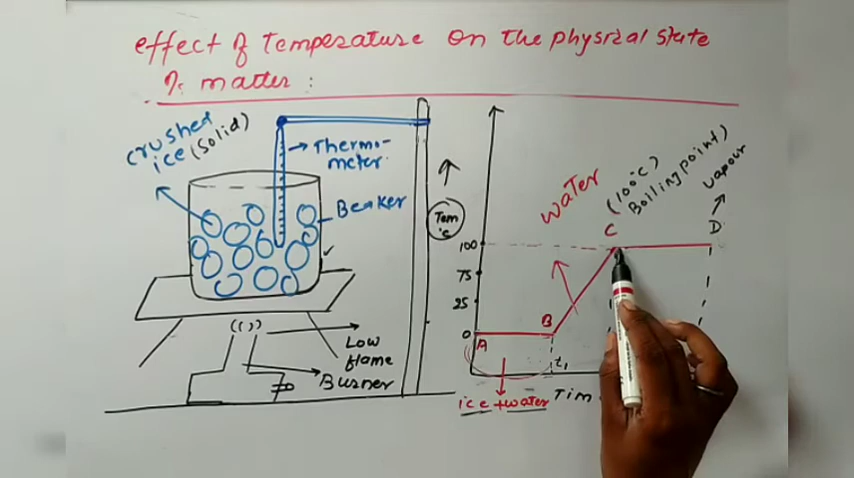 effect of Temperature on the physical state
of matter :
crushed
ice (solid)
Thermo-
meter
Beaker
Low
flame
Burner
Tem
°c
100
75
25
0
A
B
C
D
water
(100°C)
Boiling point)
vapour
t₁
ice + water
Tim